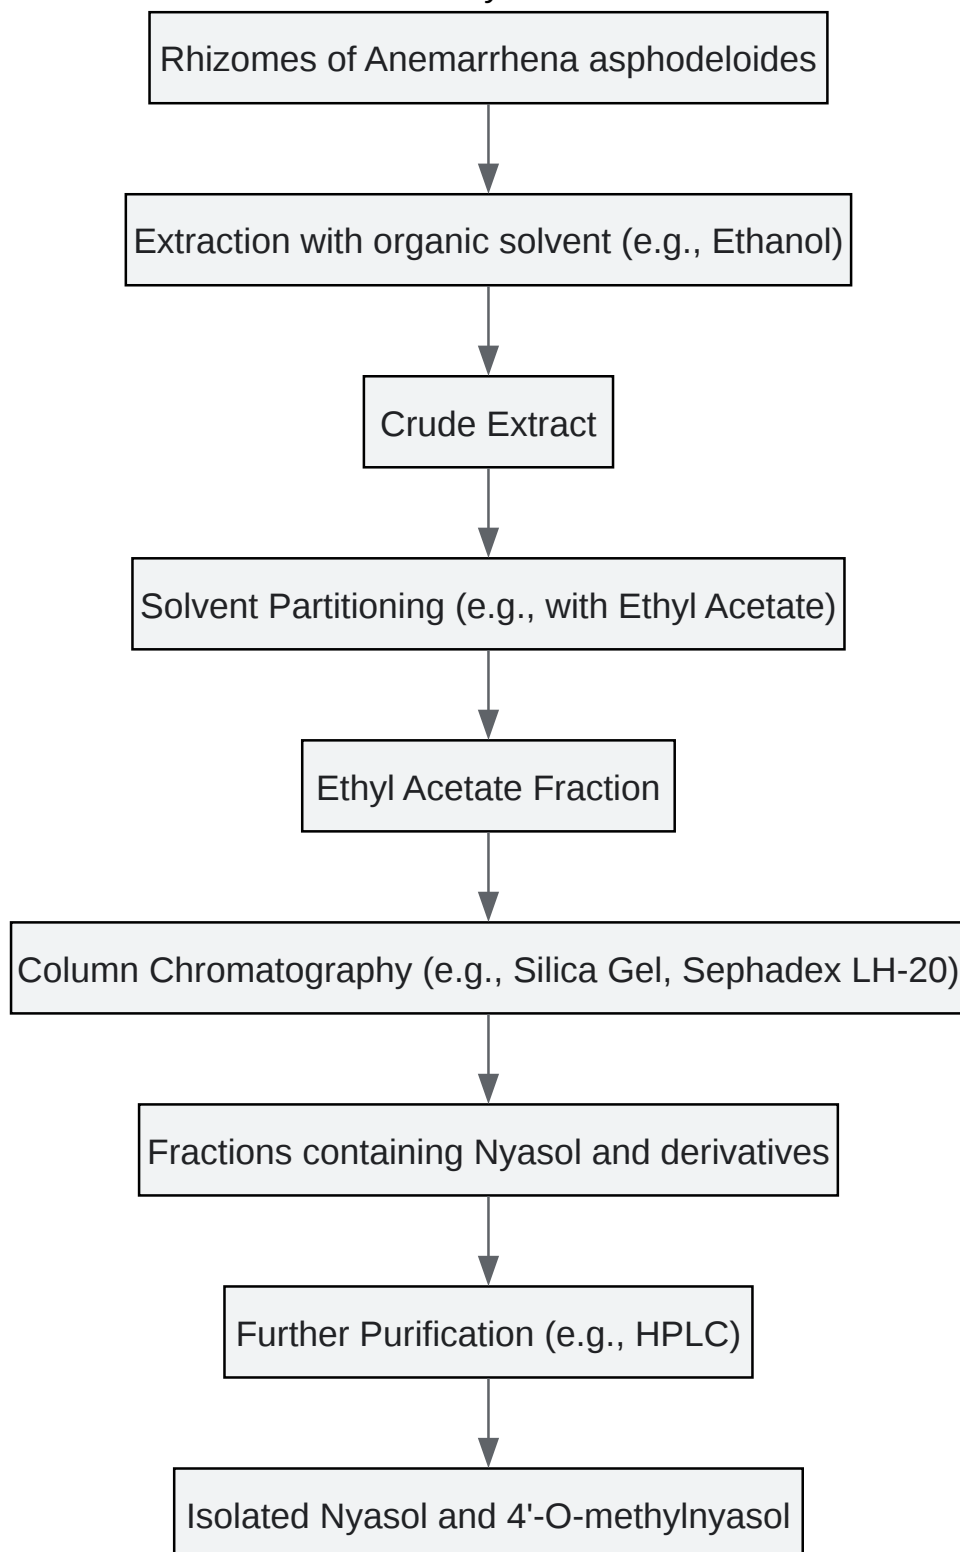 Rhizomes of Anemarrhena asphodeloides
Extraction with organic solvent (e.g., Ethanol)
Crude Extract
Solvent Partitioning (e.g., with Ethyl Acetate)
Ethyl Acetate Fraction
Column Chromatography (e.g., Silica Gel, Sephadex LH-20)
Fractions containing Nyasol and derivatives
Further Purification (e.g., HPLC)
Isolated Nyasol and 4'-O-methylnyasol